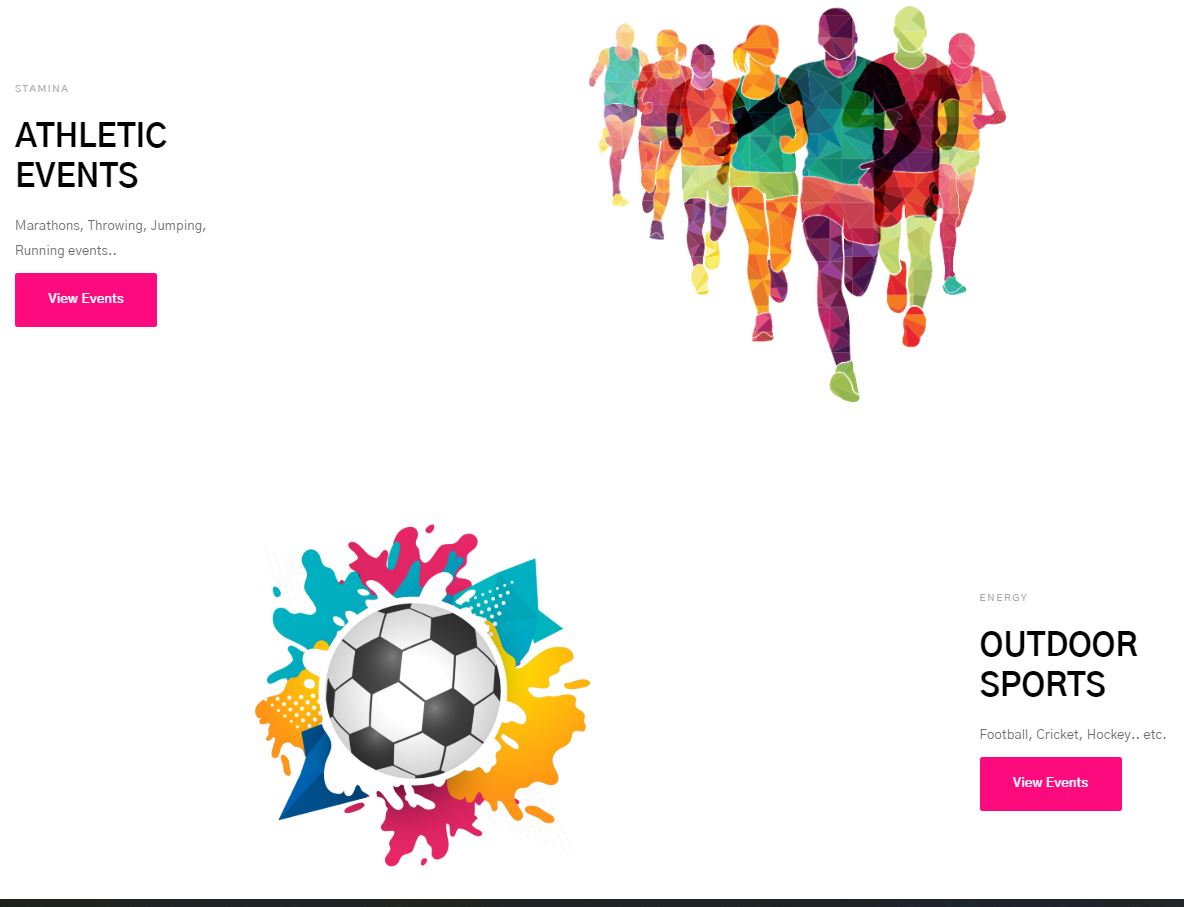 STAMINA
ATHLETIC
EVENTS
Marathons, Throwing, Jumping,
Running events..
View Events
ENERGY
OUTDOOR
SPORTS
Football, Cricket, Hockey.. etc.
View Events